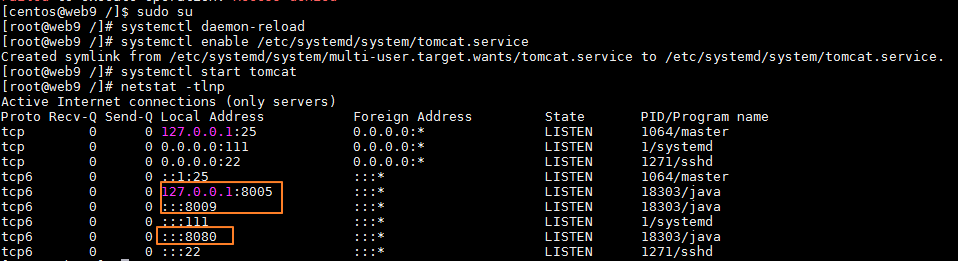 [centos@web9 /]$ sudo su
[root@web9 /]# systemctl daemon-reload
[root@web9 /]# systemctl enable /etc/systemd/system/tomcat.service
Created symlink from /etc/systemd/system/multi-user.target.wants/tomcat.service to /etc/systemd/system/tomcat.service.
[root@web9 /]# systemctl start tomcat
[root@web9 /]# netstat -tlnp
Active Internet connections (only servers)
Proto Recv-Q Send-Q Local Address           Foreign Address         State       PID/Program name
tcp        0      0 127.0.0.1:25            0.0.0.0:*               LISTEN      1064/master
tcp        0      0 0.0.0.0:111             0.0.0.0:*               LISTEN      1/systemd
tcp        0      0 0.0.0.0:22              0.0.0.0:*               LISTEN      1271/sshd
tcp6       0      0 ::1:25                  :::*                    LISTEN      1064/master
tcp6       0      0 127.0.0.1:8005          :::*                    LISTEN      18303/java
tcp6       0      0 :::8009                 :::*                    LISTEN      18303/java
tcp6       0      0 :::111                  :::*                    LISTEN      1/systemd
tcp6       0      0 :::8080                 :::*                    LISTEN      18303/java
tcp6       0      0 :::22                   :::*                    LISTEN      1271/sshd